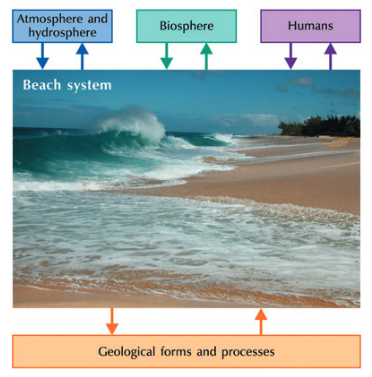 Atmosphere and
hydrosphere
Biosphere
Humans
Beach system
Geological forms and processes